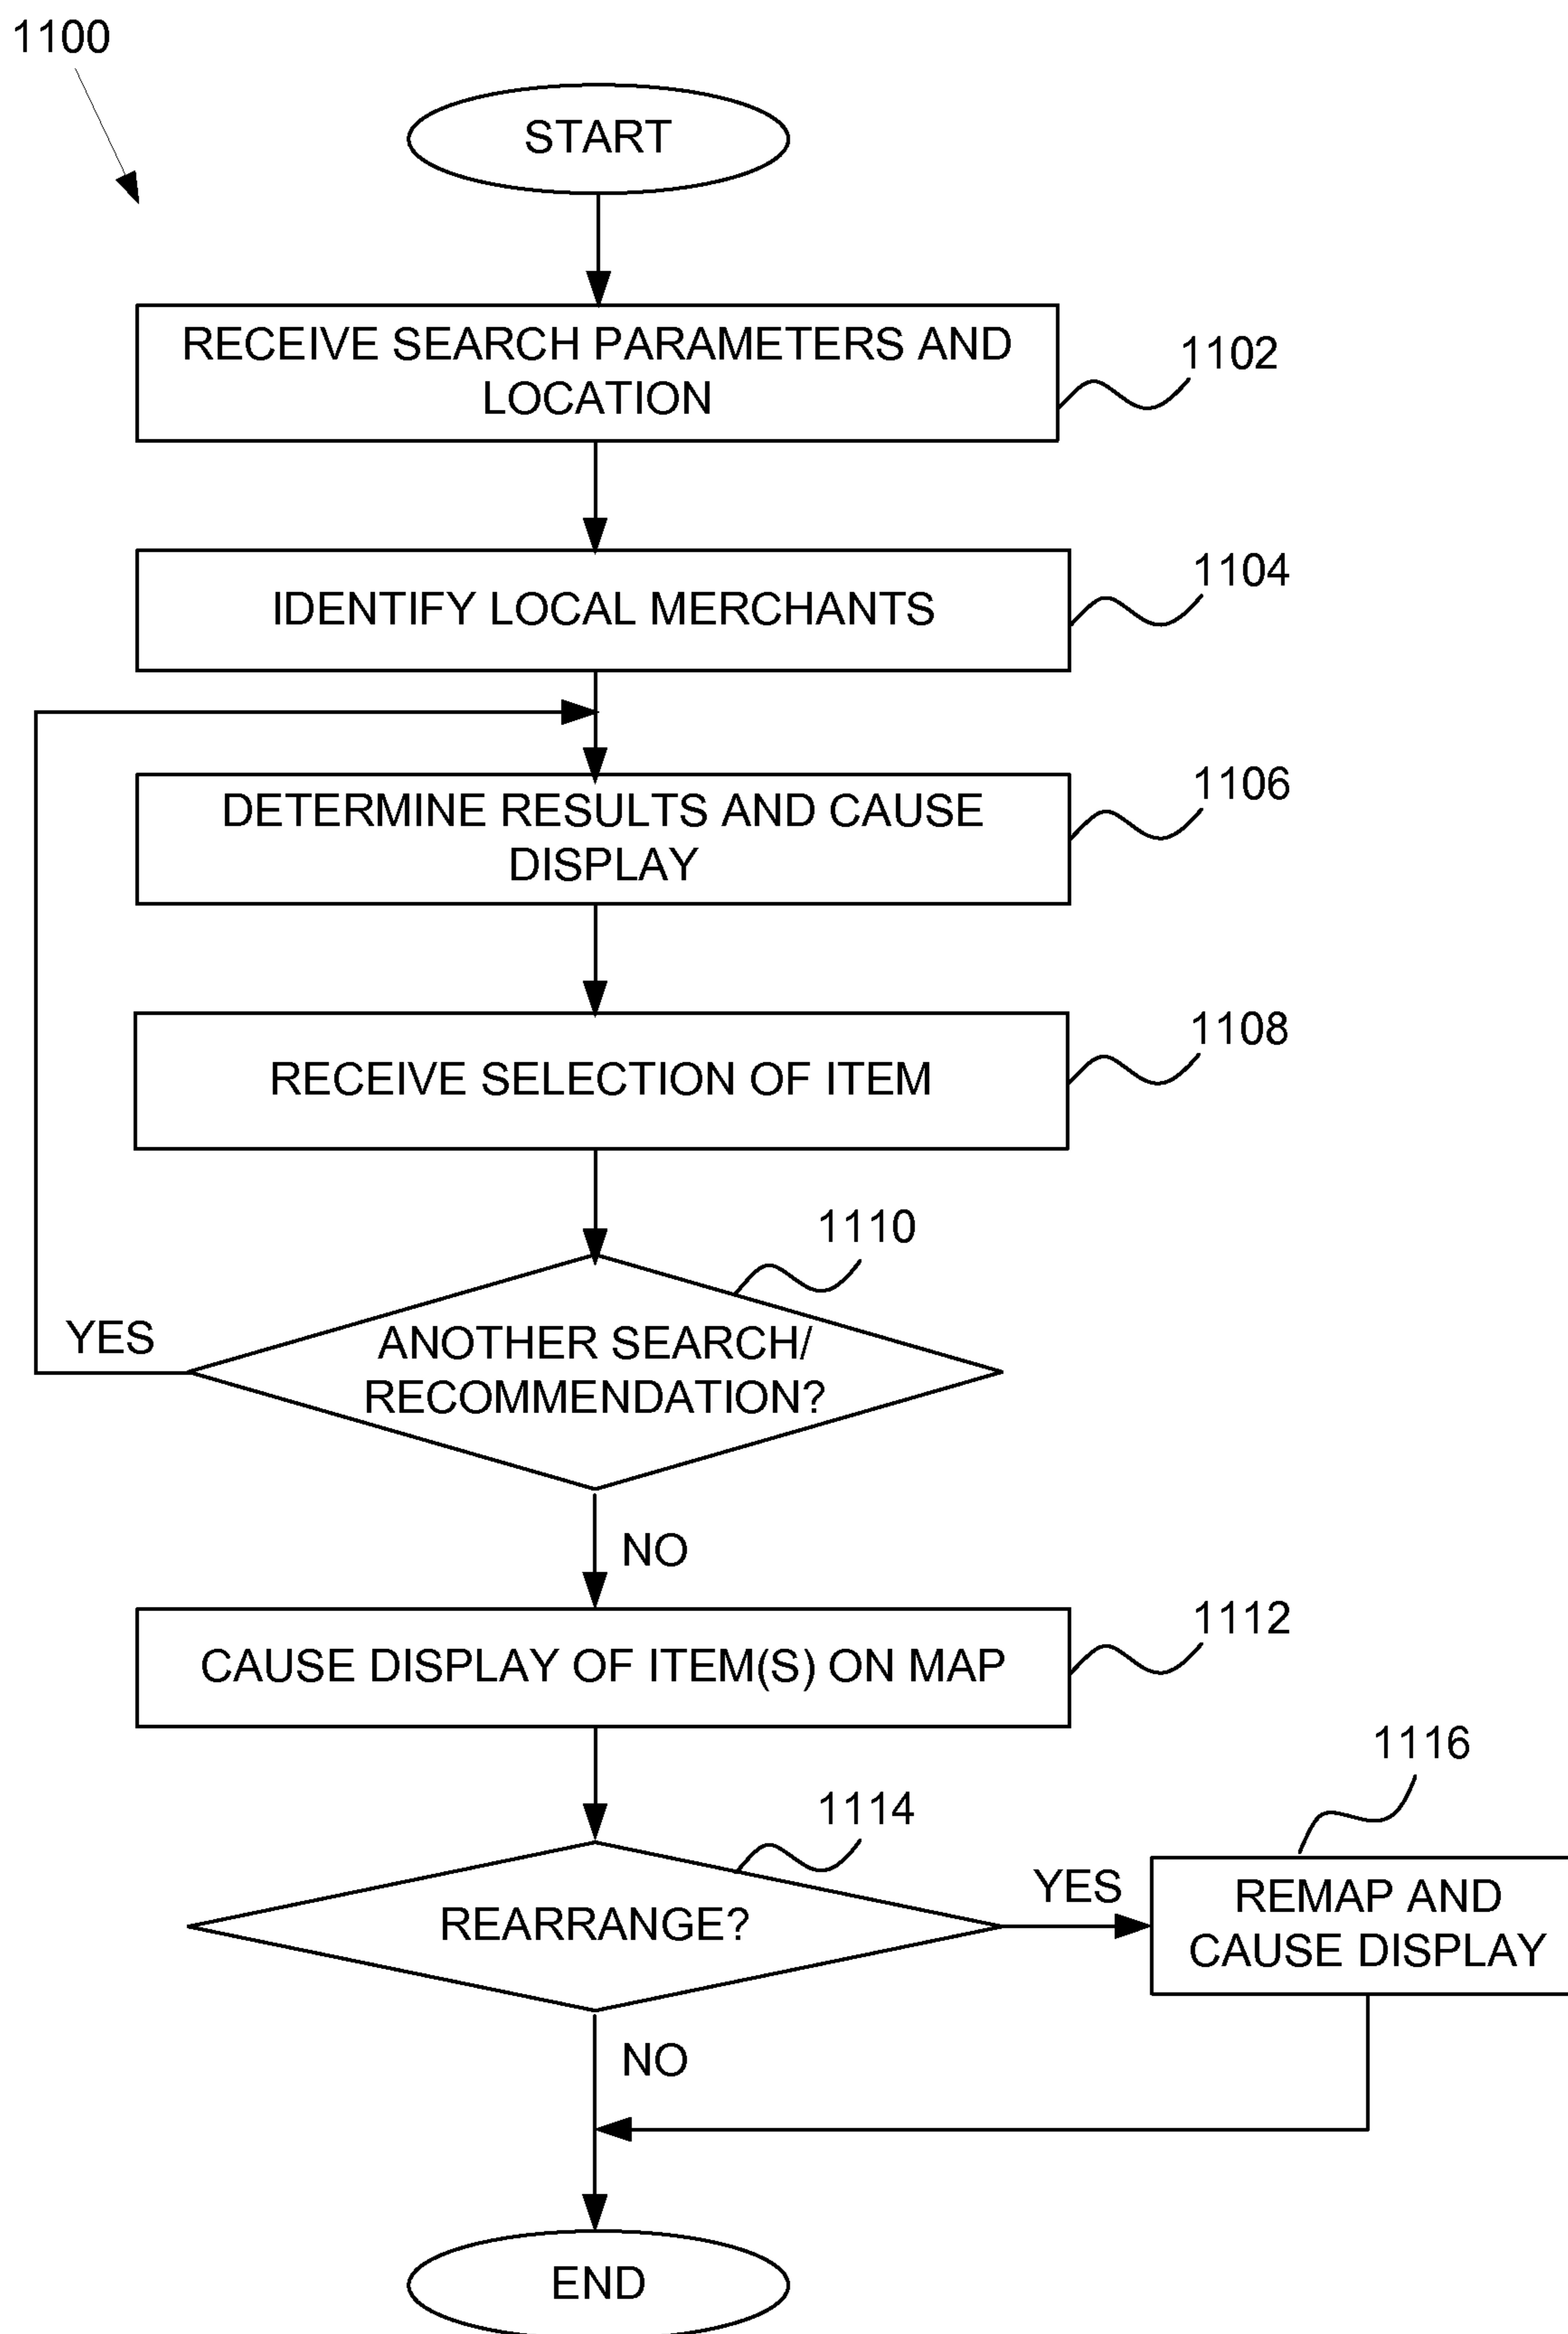 1100
START
RECEIVE SEARCH PARAMETERS AND
LOCATION
1102
IDENTIFY LOCAL MERCHANTS
1104
DETERMINE RESULTS AND CAUSE
DISPLAY
1106
RECEIVE SELECTION OF ITEM
1108
1110
ANOTHER SEARCH/
RECOMMENDATION?
YES
NO
CAUSE DISPLAY OF ITEM(S) ON MAP
1112
1114
REARRANGE?
YES
1116
REMAP AND
CAUSE DISPLAY
NO
END